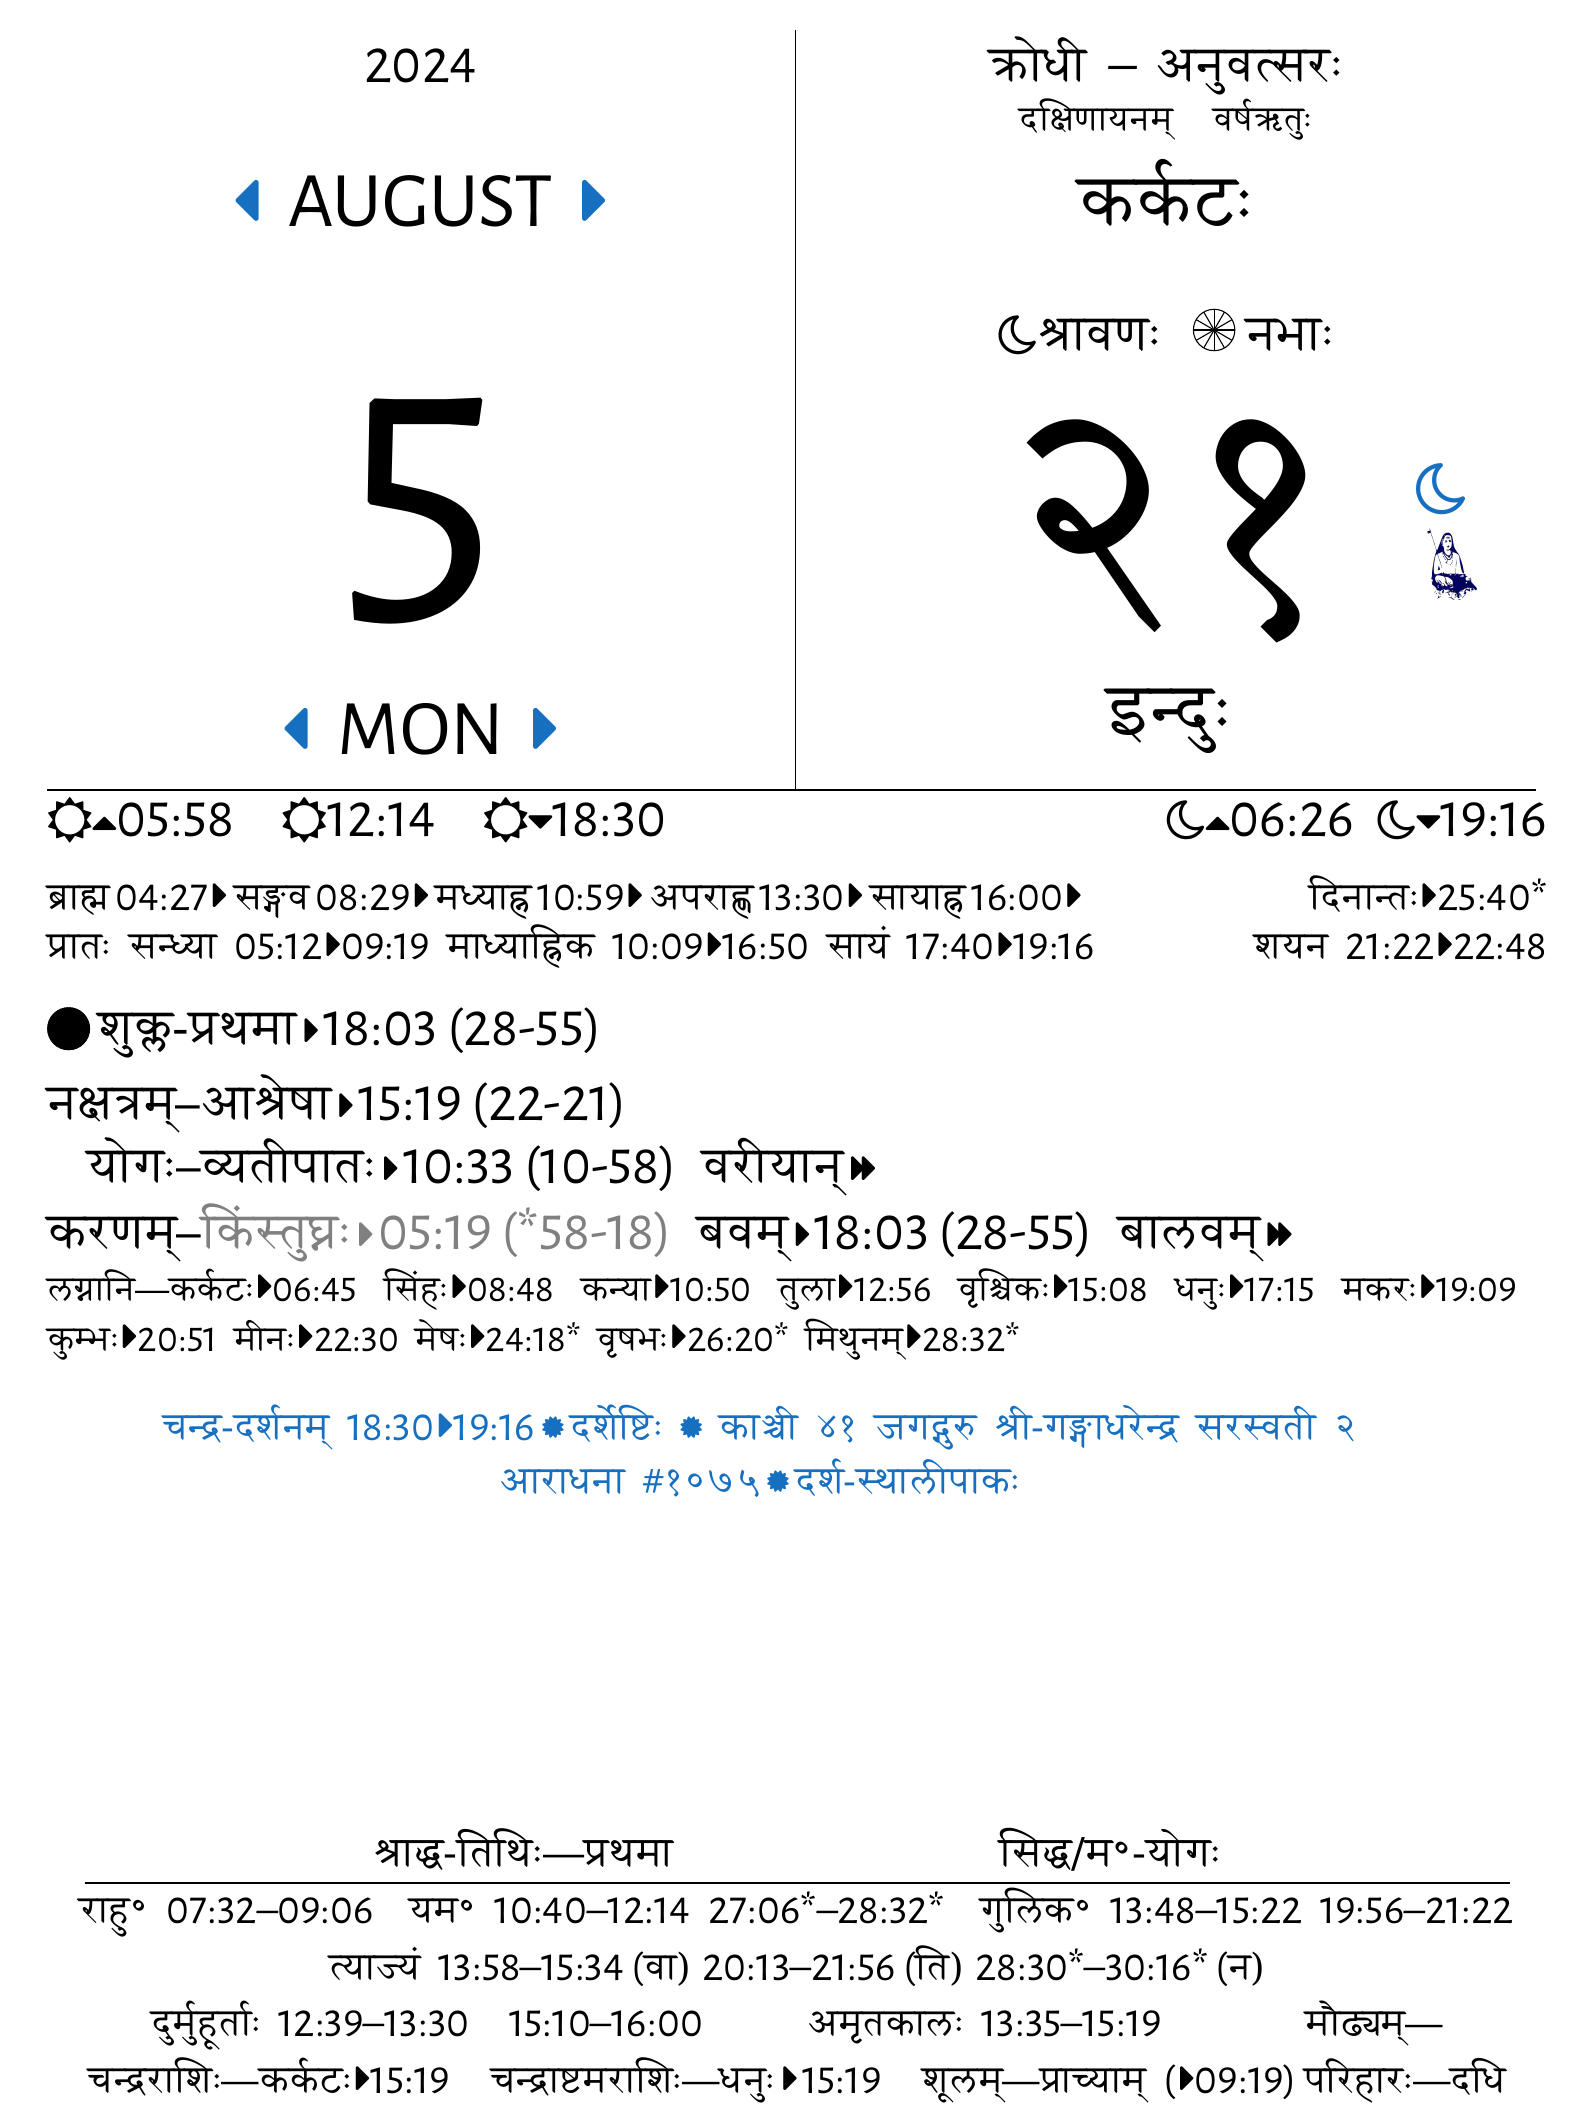 2024
AUGUST
5
MON
क्रोधी – अनुवत्सरः
दक्षिणायनम् वर्षऋतुः
कर्कटः
श्रावणः नभाः
२१
इन्दुः
05:58 12:14 18:30 06:26 19:16
ब्राह्म 04:27 सङ्गव 08:29 मध्याह्न 10:59 अपराह्ण 13:30 सायाह्न 16:00 दिनान्तः 25:40*
प्रातः सन्ध्या 05:12 09:19 माध्याह्निक 10:09 16:50 सायं 17:40 19:16 शयन 21:22 22:48
शुक्ल-प्रथमा 18:03 (28-55)
नक्षत्रम्–आश्रेषा 15:19 (22-21)
योगः–व्यतीपातः 10:33 (10-58) वरीयान्
करणम्–किंस्तुघ्नः 05:19 (*58-18) बवम् 18:03 (28-55) बालवम्
लग्नानि—कर्कटः 06:45 सिंहः 08:48 कन्या 10:50 तुला 12:56 वृश्चिकः 15:08 धनुः 17:15 मकरः 19:09
कुम्भः 20:51 मीनः 22:30 मेषः 24:18* वृषभः 26:20* मिथुनम् 28:32*
चन्द्र-दर्शनम् 18:30 19:16 दर्शेष्टिः काञ्ची ४१ जगद्गुरु श्री-गङ्गाधरेन्द्र सरस्वती २
आराधना #१०७५ दर्श-स्थालीपाकः
श्राद्ध-तिथिः—प्रथमा सिद्ध/म॰-योगः
राहु॰ 07:32–09:06 यम॰ 10:40–12:14 27:06*–28:32* गुलिक॰ 13:48–15:22 19:56–21:22
त्याज्यं 13:58–15:34 (वा) 20:13–21:56 (ति) 28:30*–30:16* (न)
दुर्मुहूर्ताः 12:39–13:30 15:10–16:00 अमृतकालः 13:35–15:19 मौढ्यम्—
चन्द्रराशिः—कर्कटः 15:19 चन्द्राष्टमराशिः—धनुः 15:19 शूलम्—प्राच्याम् (09:19) परिहारः—दधि